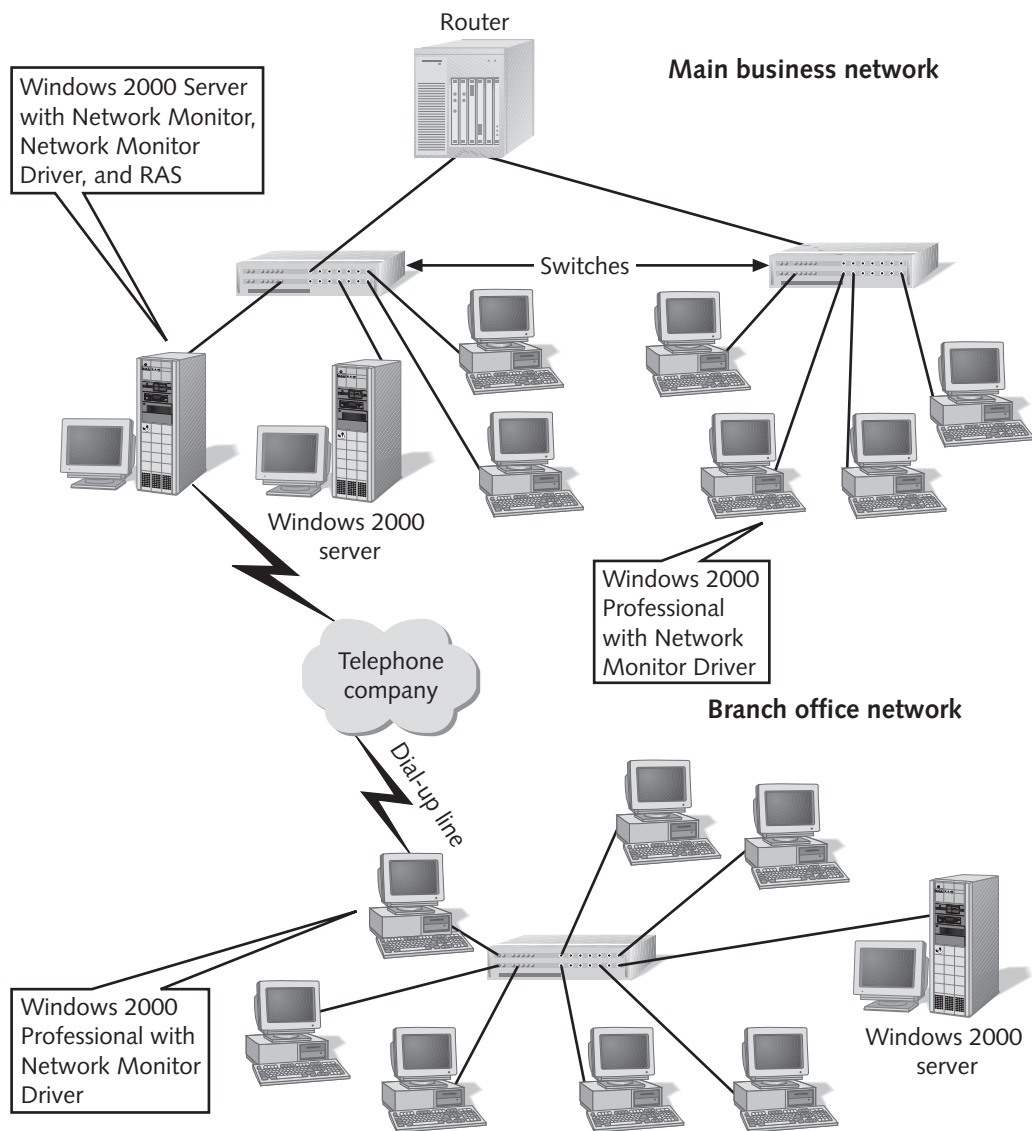 Router
Main business network
Windows 2000 Server
with Network Monitor,
Network Monitor
Driver, and RAS
Switches
Windows 2000
server
Windows 2000
Professional
with Network
Monitor Driver
Telephone
company
Branch office network
Dial-up line
Windows 2000
Professional with
Network Monitor
Driver
Windows 2000
server